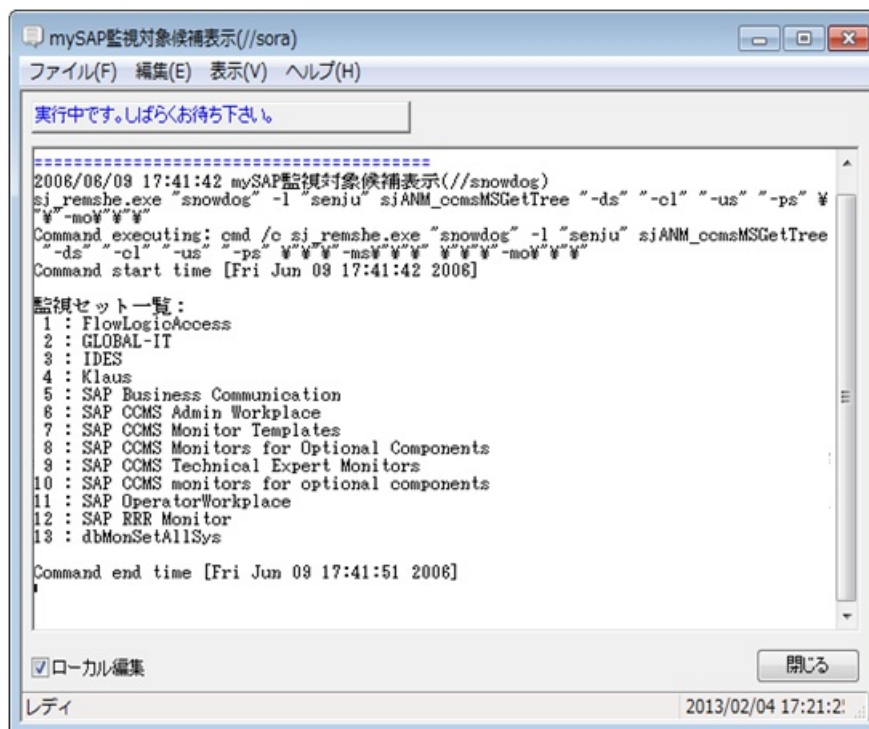 mySAP監視対象候補表示(//sora)
ファイル(F) 編集(E) 表示(V) ヘルプ(H)
実行中です。しばらくお待ち下さい。
========================================
2006/06/09 17:41:42 mySAP監視対象候補表示(//snowdog)
sj_remshe.exe "snowdog" -l "senju" sjANM_ccmsMSGetTree "-ds" "-cl" "-us" "-ps" ¥
"¥"-mo¥"¥"¥"
Command executing: cmd /c sj_remshe.exe "snowdog" -l "senju" sjANM_ccmsMSGetTree
"-ds" "-cl" "-us" "-ps" ¥"¥"¥"-ms¥"¥"¥" ¥"¥"¥"-mo¥"¥"¥"
Command start time [Fri Jun 09 17:41:42 2006]
監視セット一覧:
1 : FlowLogicAccess
2 : GLOBAL-IT
3 : IDES
4 : Klaus
5 : SAP Business Communication
6 : SAP CCMS Admin Workplace
7 : SAP CCMS Monitor Templates
8 : SAP CCMS Monitors for Optional Components
9 : SAP CCMS Technical Expert Monitors
10 : SAP CCMS monitors for optional components
11 : SAP OperatorWorkplace
12 : SAP RRR Monitor
13 : dbMonSetAllSys
Command end time [Fri Jun 09 17:41:51 2006]
ローカル編集
閉じる
レディ
2013/02/04 17:21:2